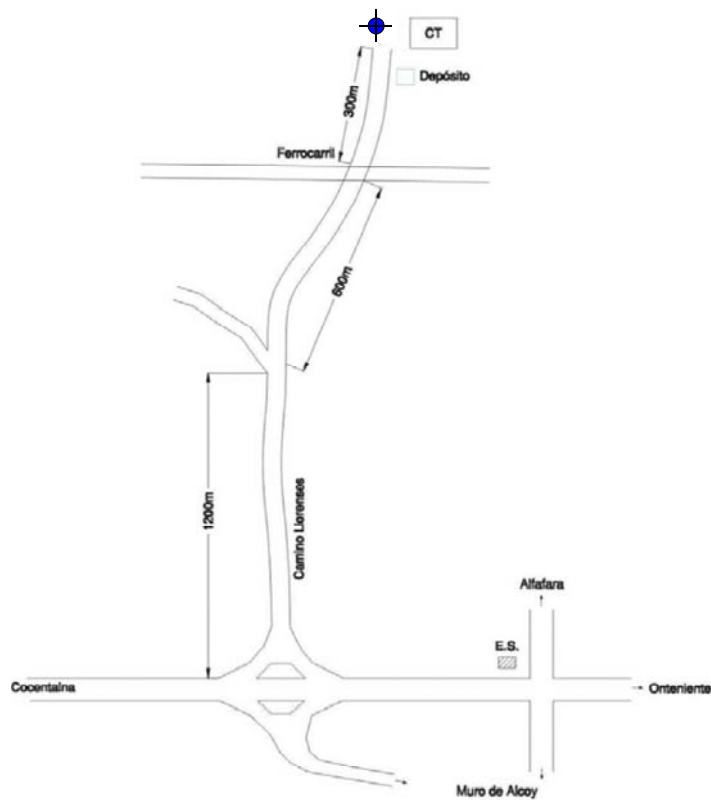 CT
Depósito
300m
Ferrocarril
600m
1200m
Camino Llorenses
Alfafara
E.S.
Cocentaina
Onteniente
Muro de Alcoy